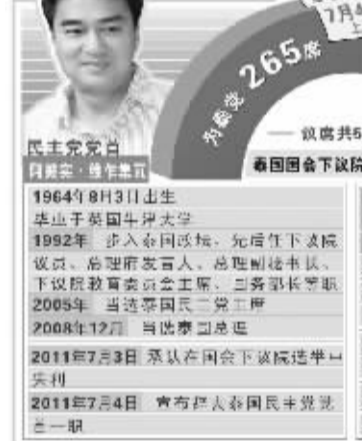 7月4
为泰党 265席
议席共5
民主党党首
阿披实·维乍集瓦
泰国国会下议院
1964年8月3日出生
毕业于英国牛津大学
1992年 步入泰国政坛，先后任下议院
议员、总理府发言人、总理副秘书长、
下议院教育委员会主席、国务部长等职
2005年 当选泰国民主党主席
2008年12月 当选泰国总理
2011年7月3日 承认在国会下议院选举中
失利
2011年7月4日 宣布辞去泰国民主党党
首一职